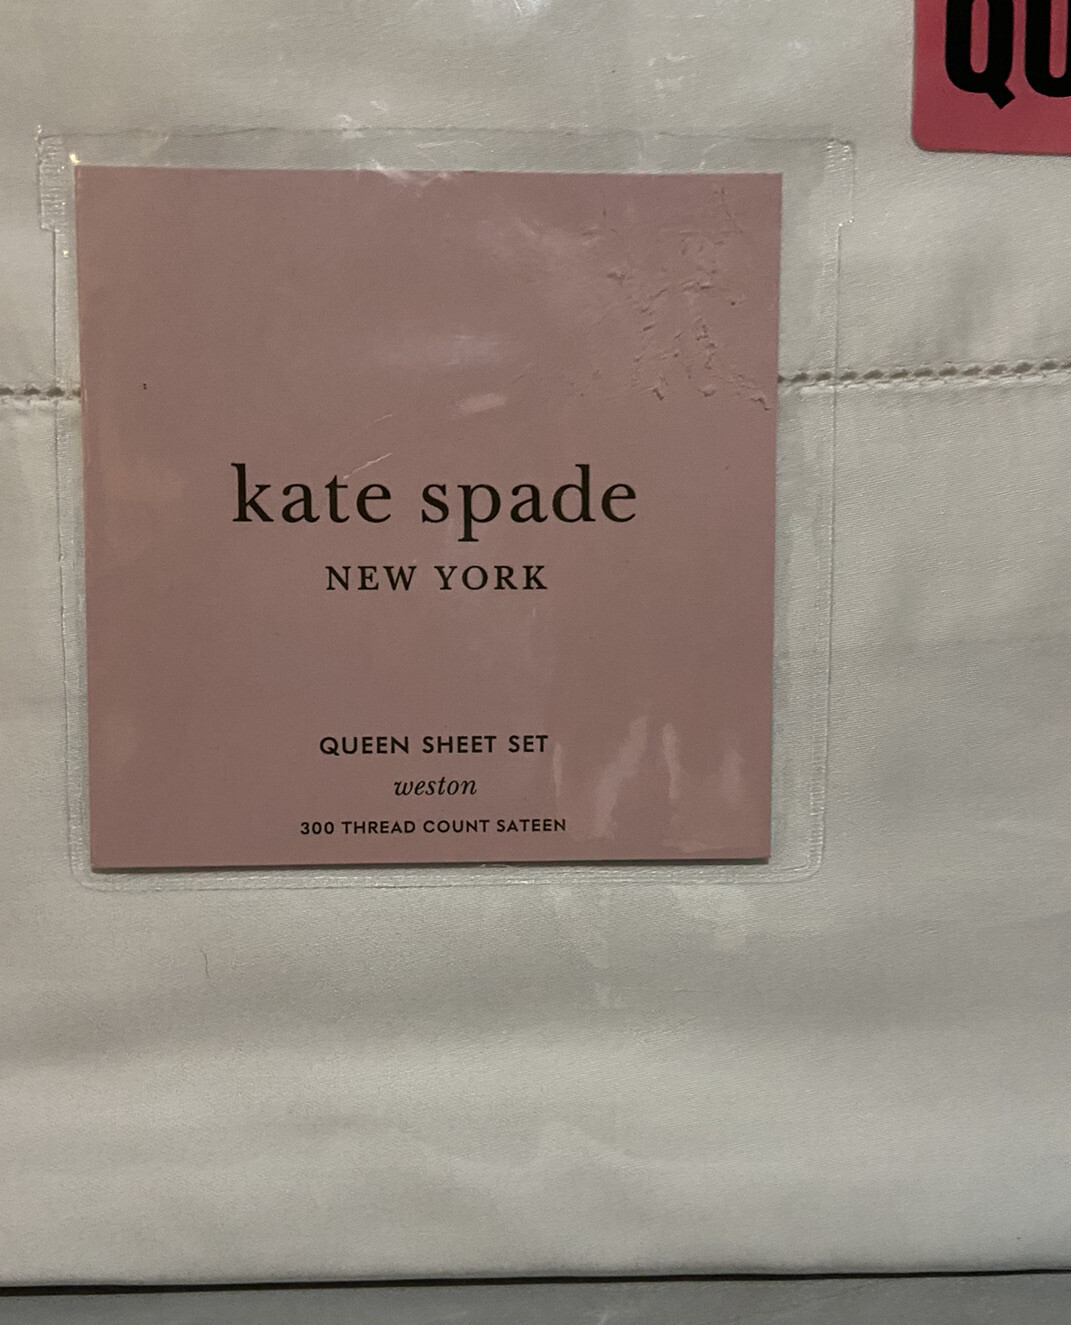 kate spade
NEW YORK
QUEEN SHEET SET
weston
300 THREAD COUNT SATEEN